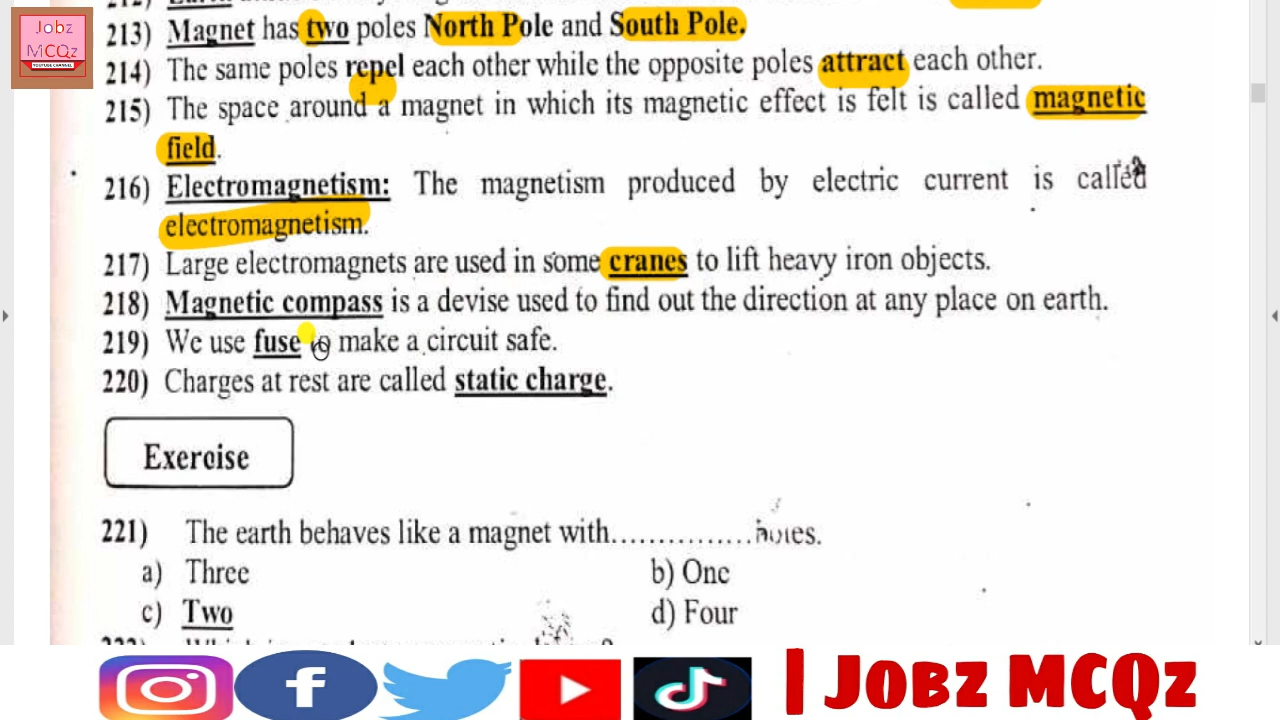 Jobz
MCQz
YOUTUBE CHANNEL
213) Magnet has two poles North Pole and South Pole.
214) The same poles repel each other while the opposite poles attract each other.
215) The space around a magnet in which its magnetic effect is felt is called magnetic
field.
216) Electromagnetism: The magnetism produced by electric current is called
electromagnetism.
217) Large electromagnets are used in some cranes to lift heavy iron objects.
218) Magnetic compass is a devise used to find out the direction at any place on earth.
219) We use fuse to make a circuit safe.
220) Charges at rest are called static charge.
Exercise
221) The earth behaves like a magnet with...............
a) Three b) One
c) Two d) Four
| Jobz MCQz